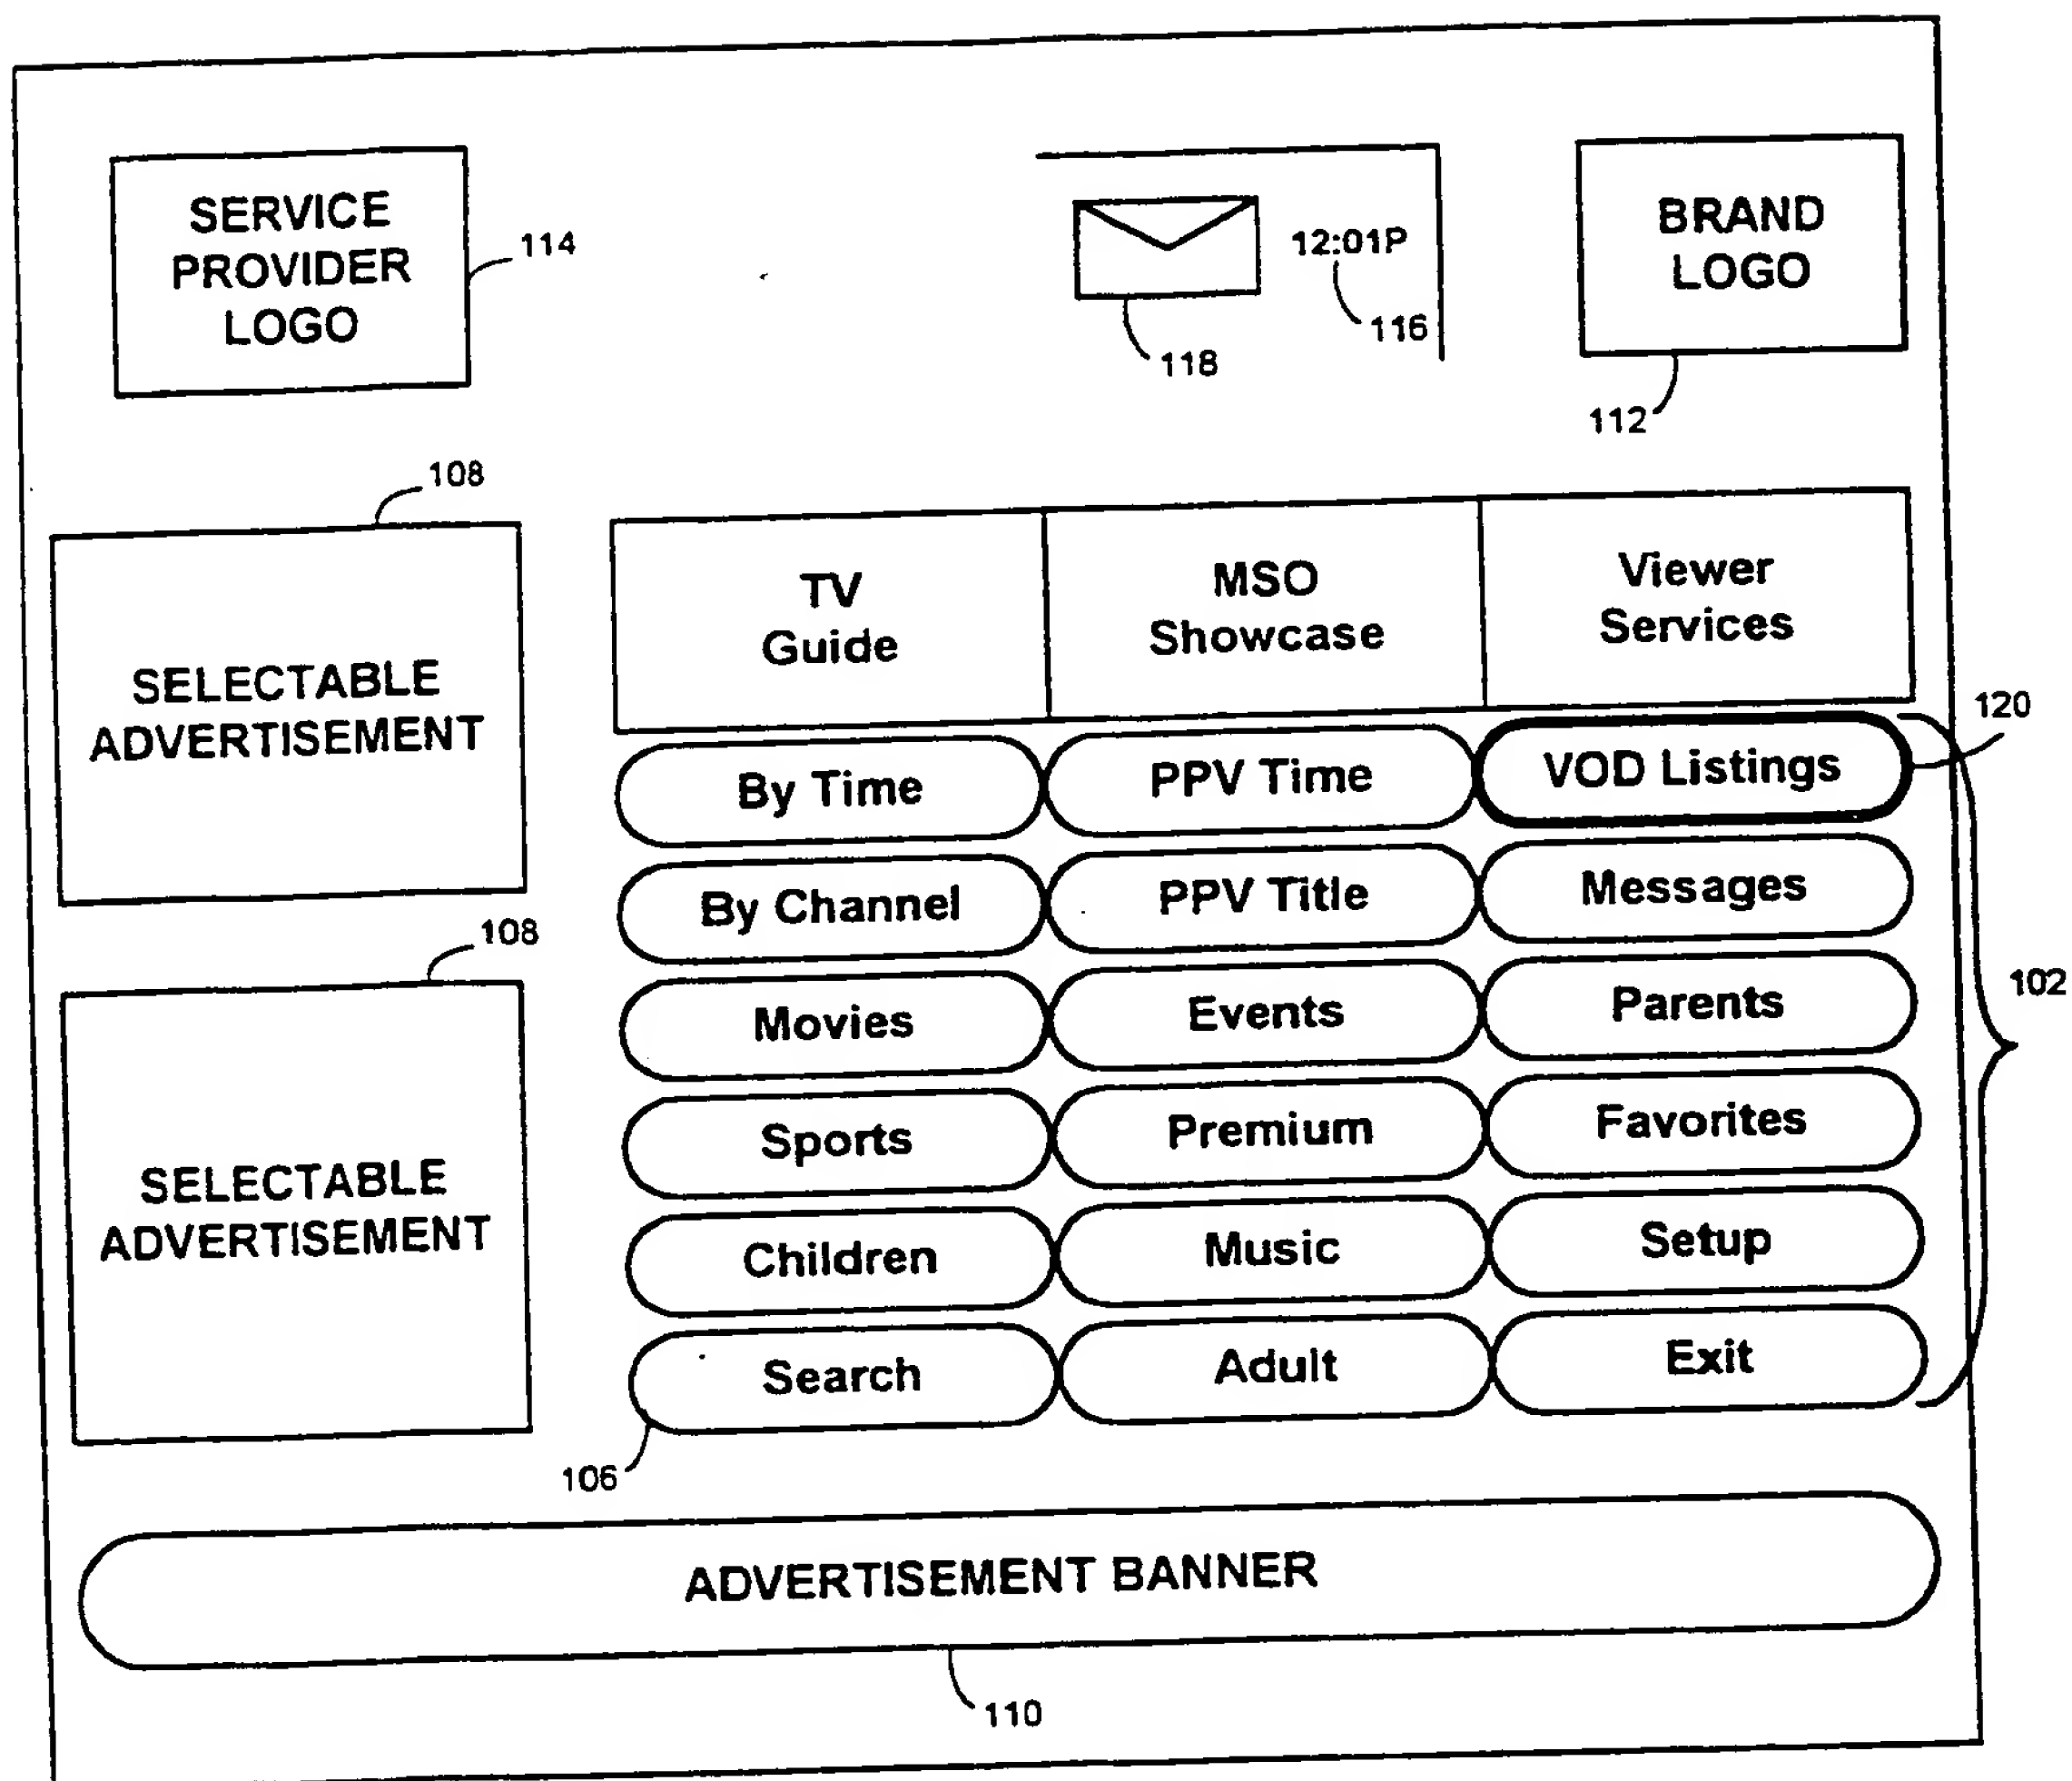 SERVICE
PROVIDER
LOGO
114
12:01P
116
118
BRAND
LOGO
112
108
SELECTABLE
ADVERTISEMENT
108
SELECTABLE
ADVERTISEMENT
TV
Guide
MSO
Showcase
Viewer
Services
120
By Time
PPV Time
VOD Listings
By Channel
PPV Title
Messages
Movies
Events
Parents
102
Sports
Premium
Favorites
Children
Music
Setup
Search
Adult
Exit
106
ADVERTISEMENT BANNER
110